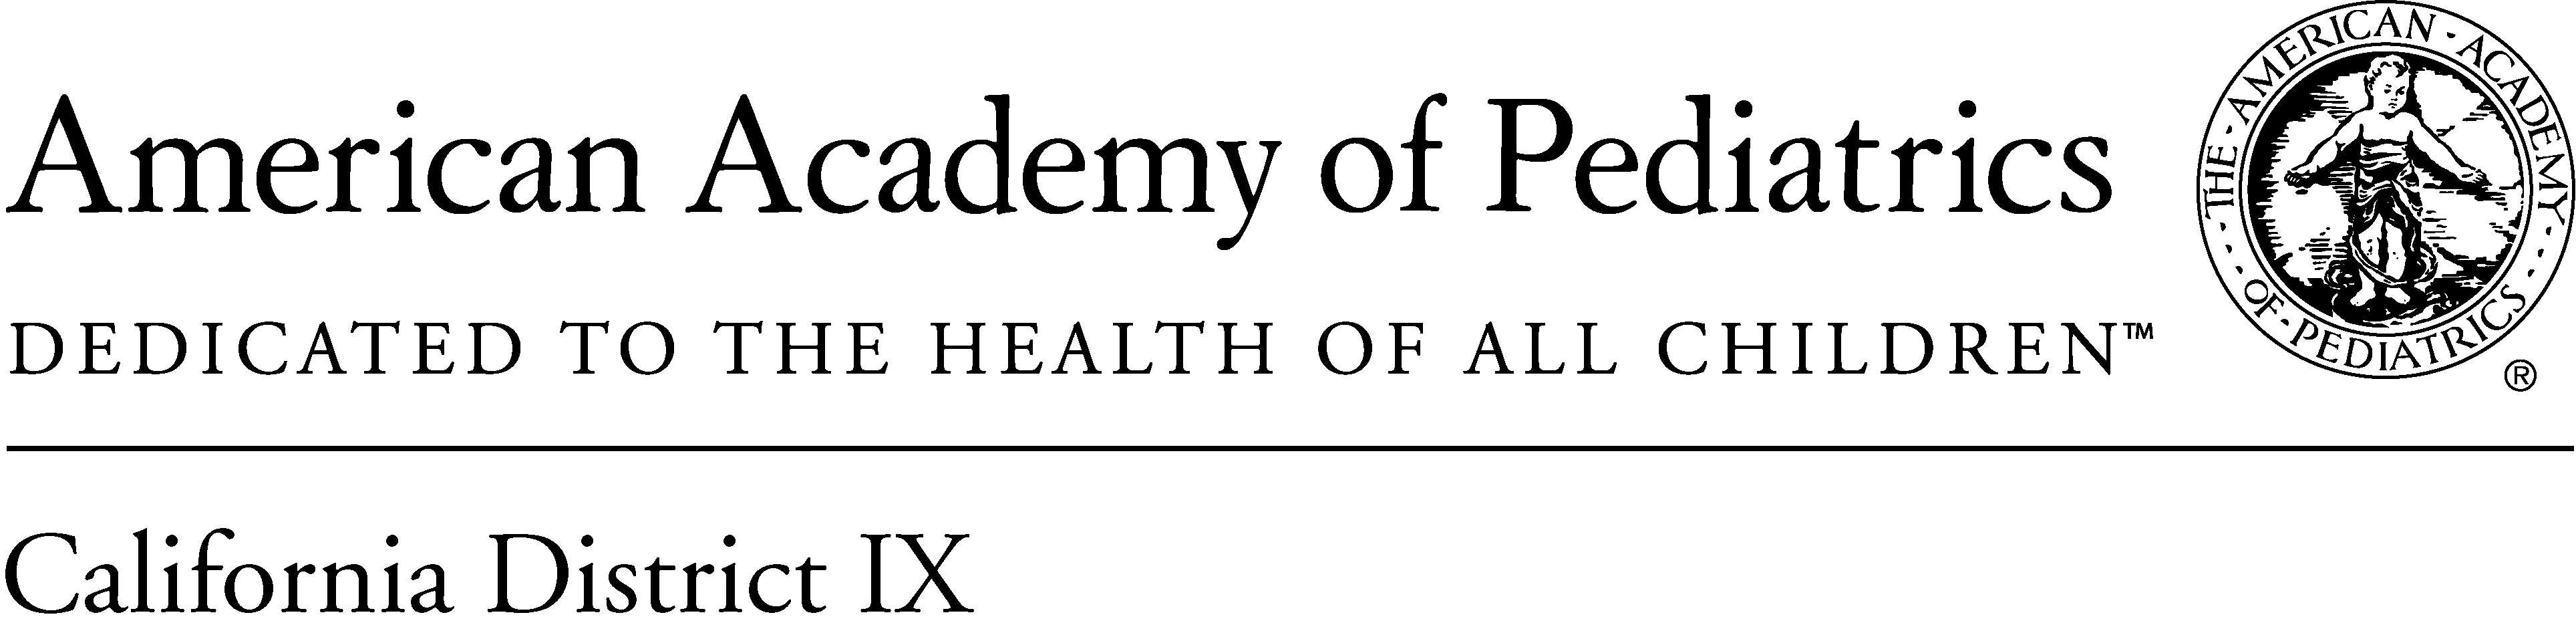 American Academy of Pediatrics
DEDICATED TO THE HEALTH OF ALL CHILDREN™
THE · AMERICAN · ACADEMY · OF · PEDIATRICS
®
California District IX